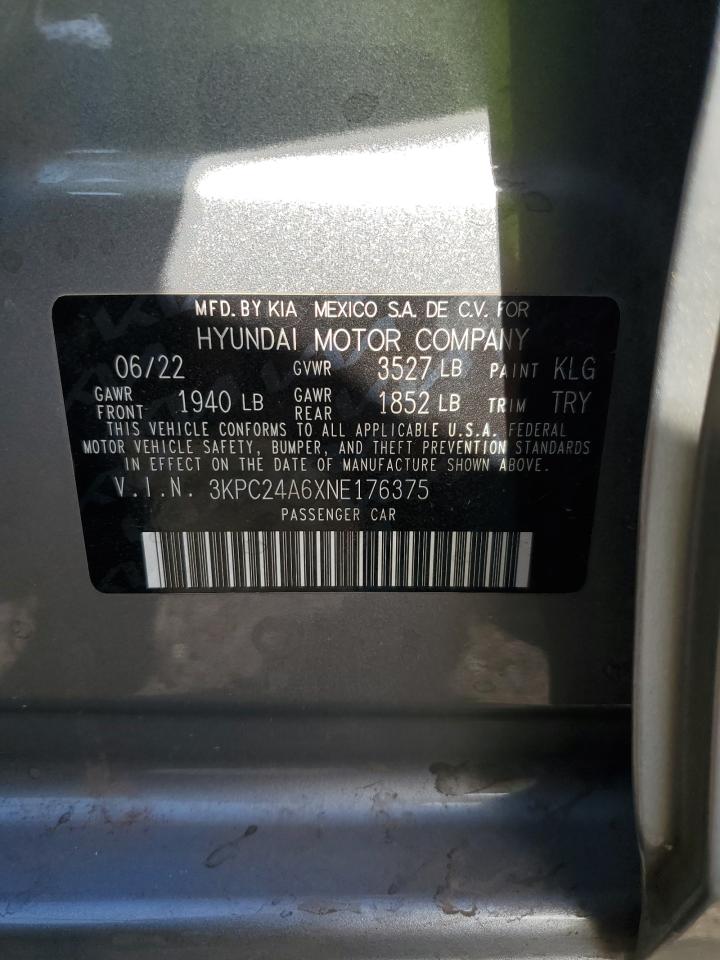 MFD. BY KIA MEXICO S.A. DE C.V. FOR
HYUNDAI MOTOR COMPANY
06/22 GVWR 3527 LB PAINT KLG
GAWR FRONT 1940 LB GAWR REAR 1852 LB TRIM TRY
THIS VEHICLE CONFORMS TO ALL APPLICABLE U.S.A. FEDERAL
MOTOR VEHICLE SAFETY, BUMPER, AND THEFT PREVENTION STANDARDS
IN EFFECT ON THE DATE OF MANUFACTURE SHOWN ABOVE.
V.I.N. 3KPC24A6XNE176375
PASSENGER CAR